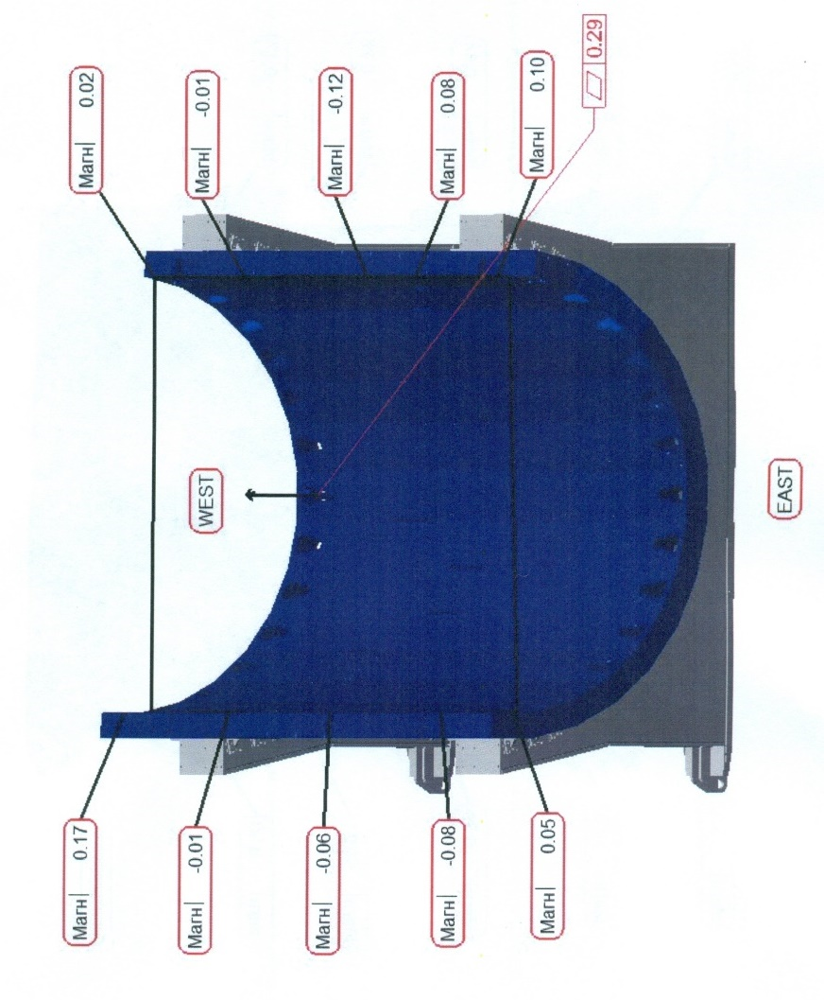 Магн| 0.02
Магн| -0.01
Магн| -0.12
Магн| 0.08
Магн| 0.10
0.29
WEST
EAST
Магн| 0.17
Магн| -0.01
Магн| -0.06
Магн| -0.08
Магн| 0.05